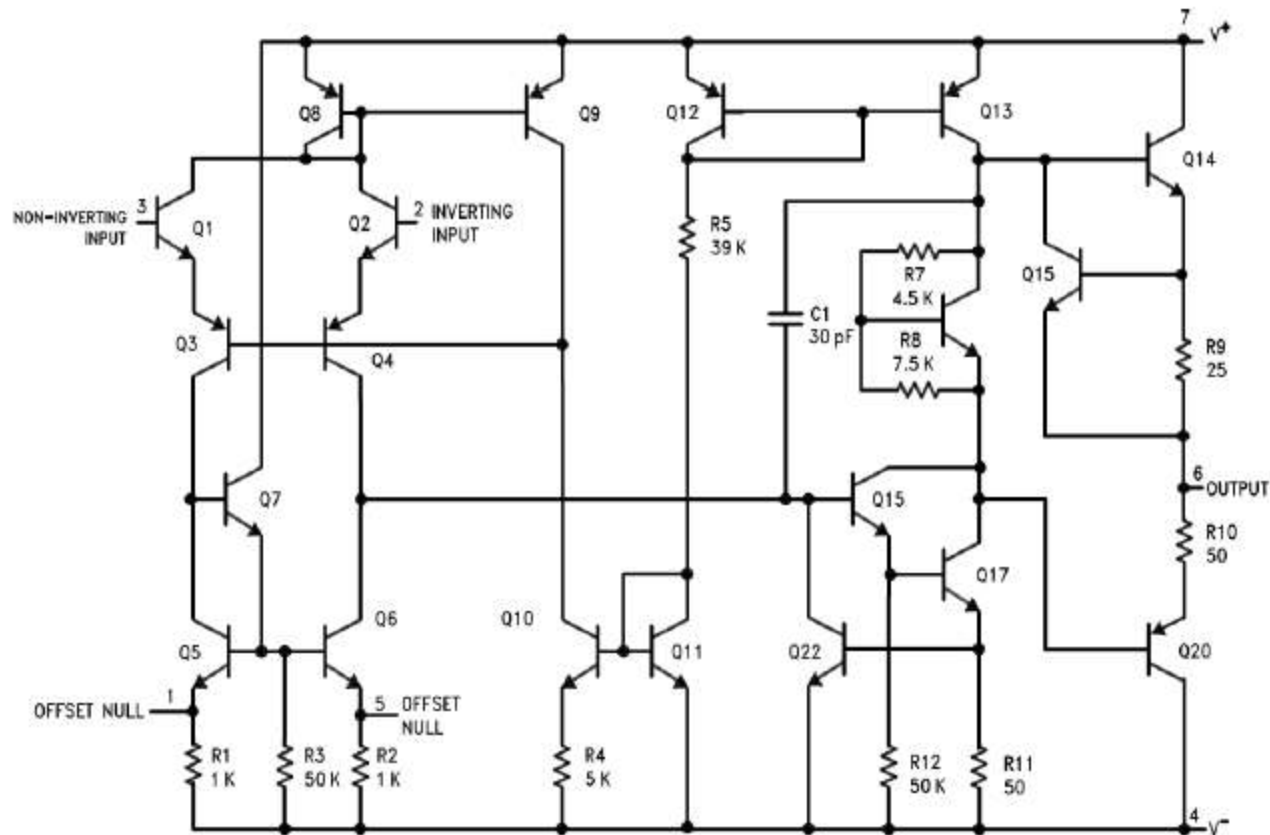 7
V+
Q8
Q9
Q12
Q13
Q14
3
NON-INVERTING
INPUT
Q1
Q2
2 INVERTING
INPUT
R5
39 K
R7
4.5 K
Q15
C1
30 pF
R8
7.5 K
R9
25
Q3
Q4
Q7
Q15
6
OUTPUT
R10
50
Q17
Q5
Q6
Q10
Q11
Q22
Q20
1
OFFSET NULL
5 OFFSET
NULL
R1
1 K
R3
50 K
R2
1 K
R4
5 K
R12
50 K
R11
50
4
V-